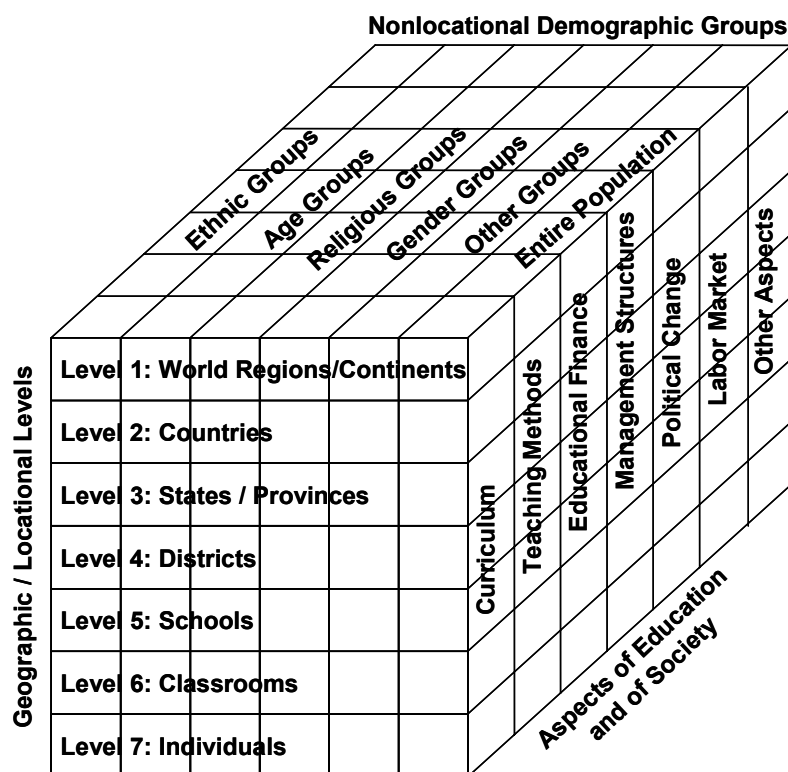 Nonlocational Demographic Groups
Ethnic Groups
Age Groups
Religious Groups
Gender Groups
Other Groups
Entire Population
Geographic / Locational Levels
Level 1: World Regions/Continents
Level 2: Countries
Level 3: States / Provinces
Level 4: Districts
Level 5: Schools
Level 6: Classrooms
Level 7: Individuals
Curriculum
Teaching Methods
Educational Finance
Management Structures
Political Change
Labor Market
Other Aspects
Aspects of Education
and of Society